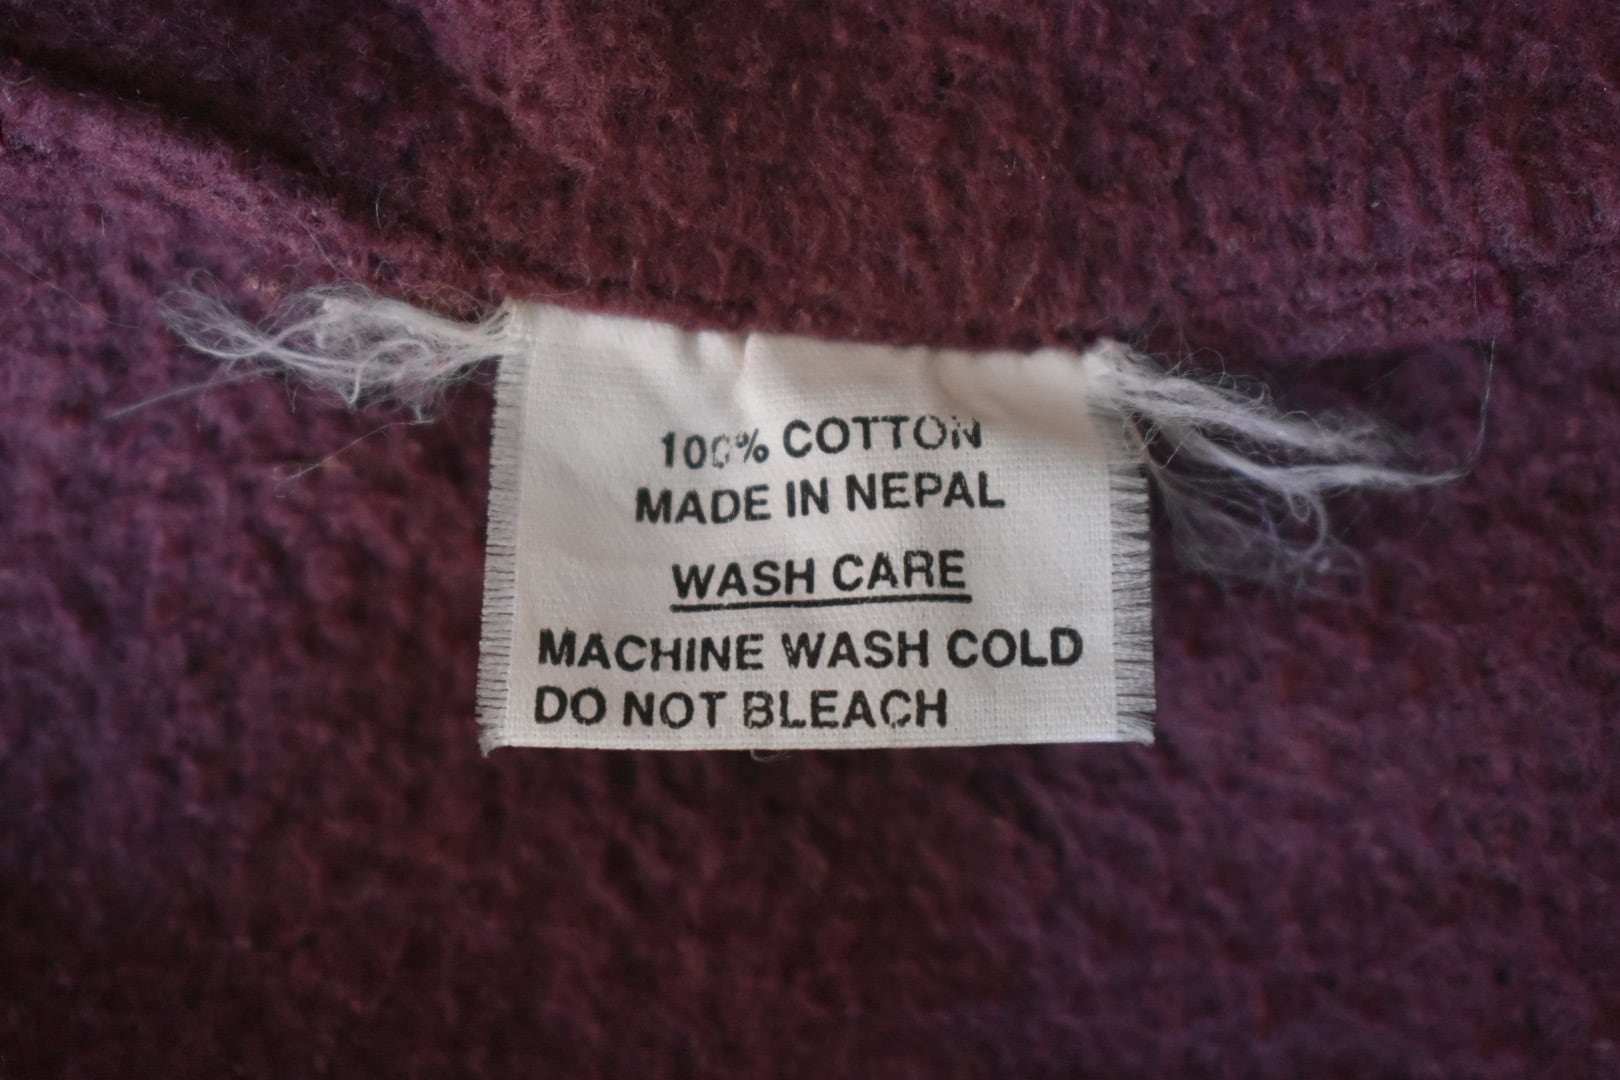 100% COTTON
MADE IN NEPAL
WASH CARE
MACHINE WASH COLD
DO NOT BLEACH